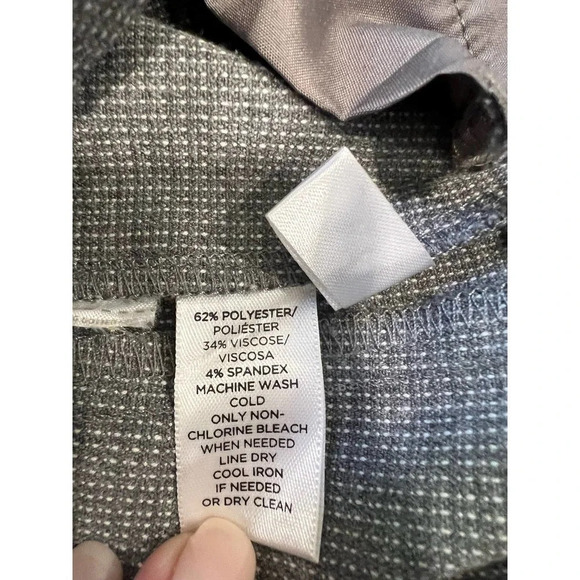 62% POLYESTER/
POLIÉSTER
34% VISCOSE/
VISCOSA
4% SPANDEX
MACHINE WASH
COLD
ONLY NON-
CHLORINE BLEACH
WHEN NEEDED
LINE DRY
COOL IRON
IF NEEDED
OR DRY CLEAN